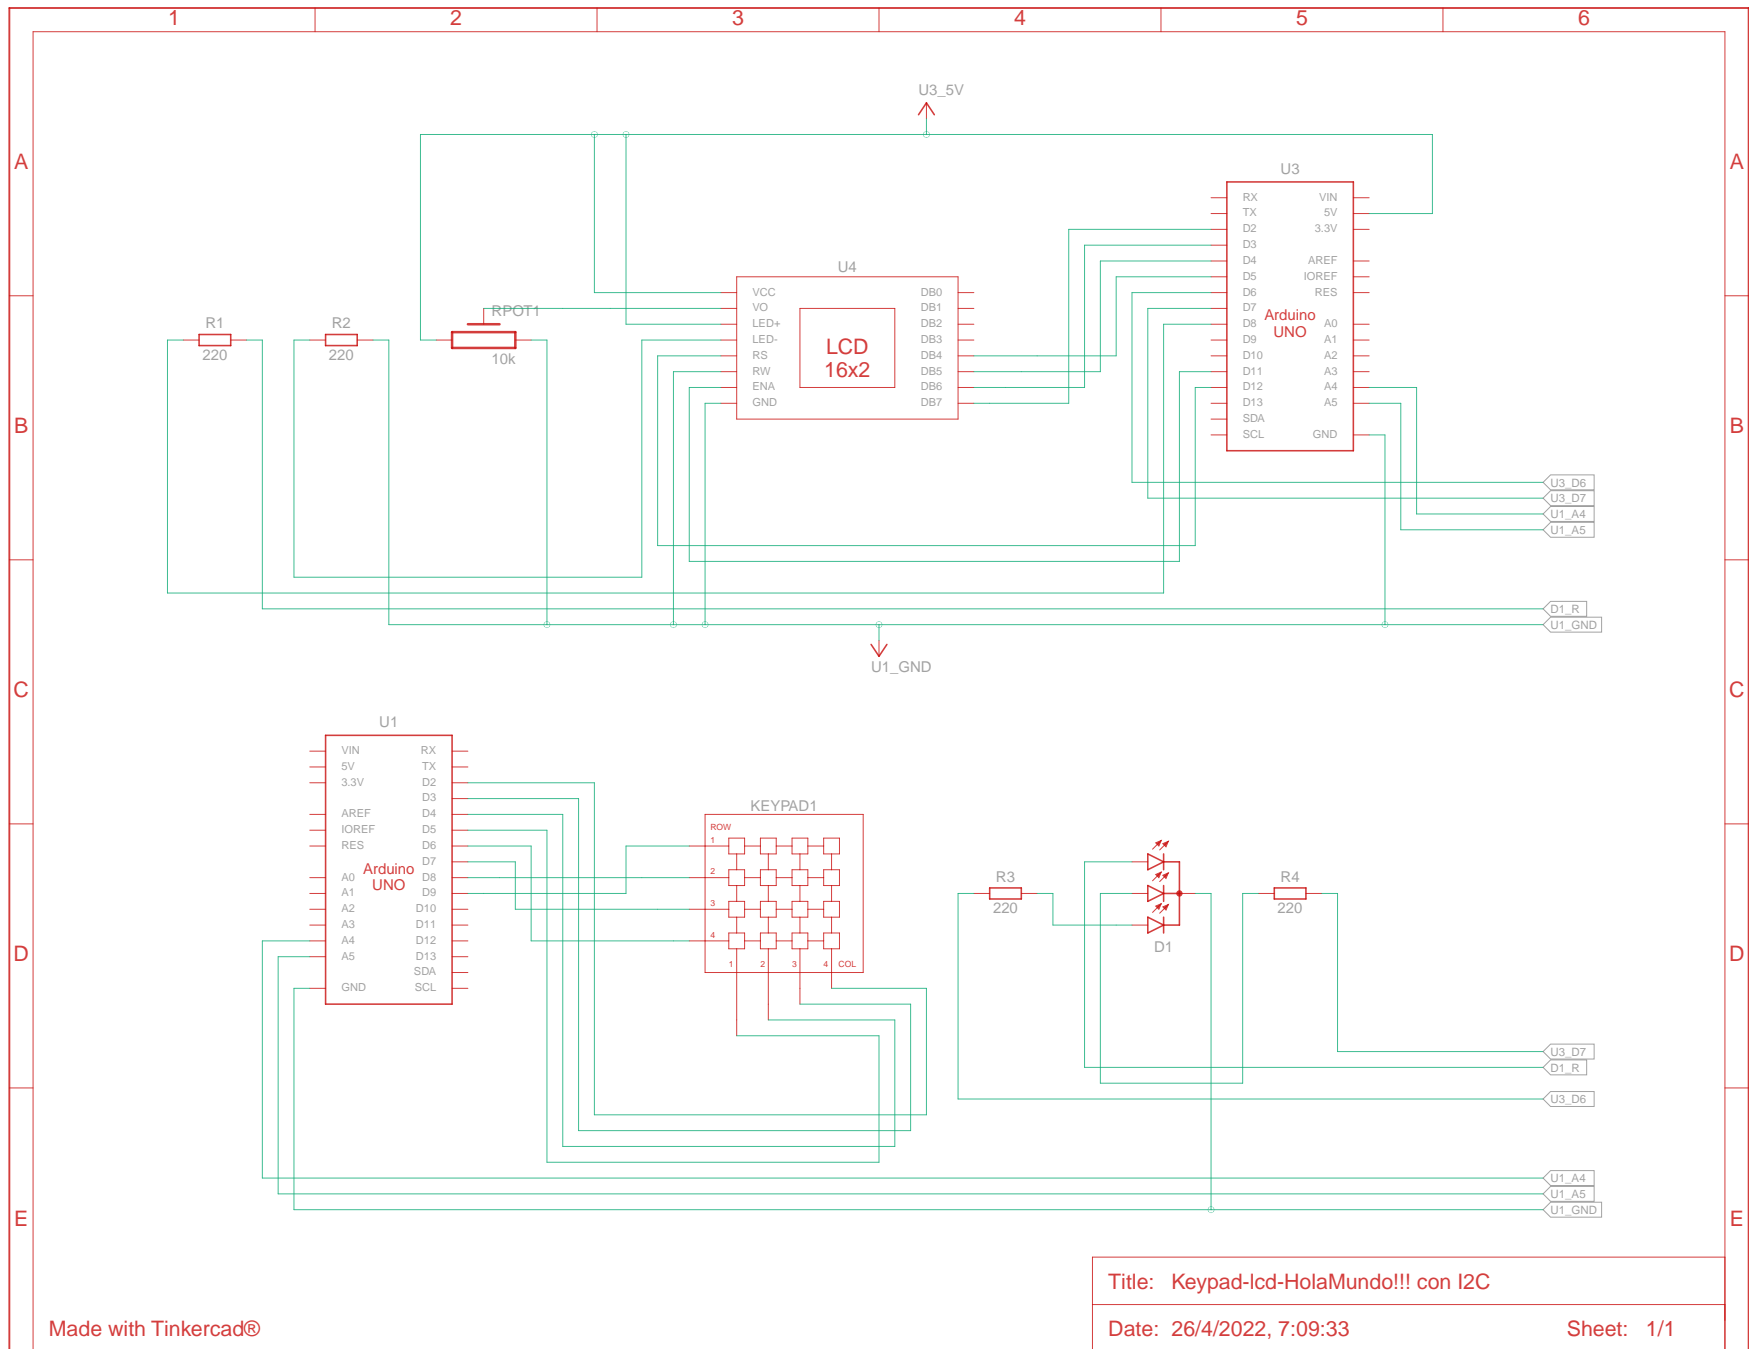 1 2 3 4 5 6
A A
B B
C C
D D
E E
U3_5V
U3
RX VIN
TX 5V
D2 3.3V
D3
D4 AREF
D5 IOREF
D6 RES
D7
Arduino
UNO
D8 A0
D9 A1
D10 A2
D11 A3
D12 A4
D13 A5
SDA
SCL GND
U4
VCC DB0
VO DB1
LED+ DB2
LED- DB3
RS DB4
RW DB5
ENA DB6
GND DB7
LCD
16x2
R1
220
R2
220
RPOT1
10k
U3_D6
U3_D7
U1_A4
U1_A5
D1_R
U1_GND
U1_GND
U1
VIN RX
5V TX
3.3V D2
D3
AREF D4
IOREF D5
RES D6
D7
Arduino
UNO
A0 D8
A1 D9
A2 D10
A3 D11
A4 D12
A5 D13
SDA
GND SCL
KEYPAD1
ROW
1
2
3
4
1 2 3 4 COL
R3
220
D1
R4
220
U3_D7
D1_R
U3_D6
U1_A4
U1_A5
U1_GND
Title: Keypad-lcd-HolaMundo!!! con I2C
Made with Tinkercad®
Date: 26/4/2022, 7:09:33 Sheet: 1/1